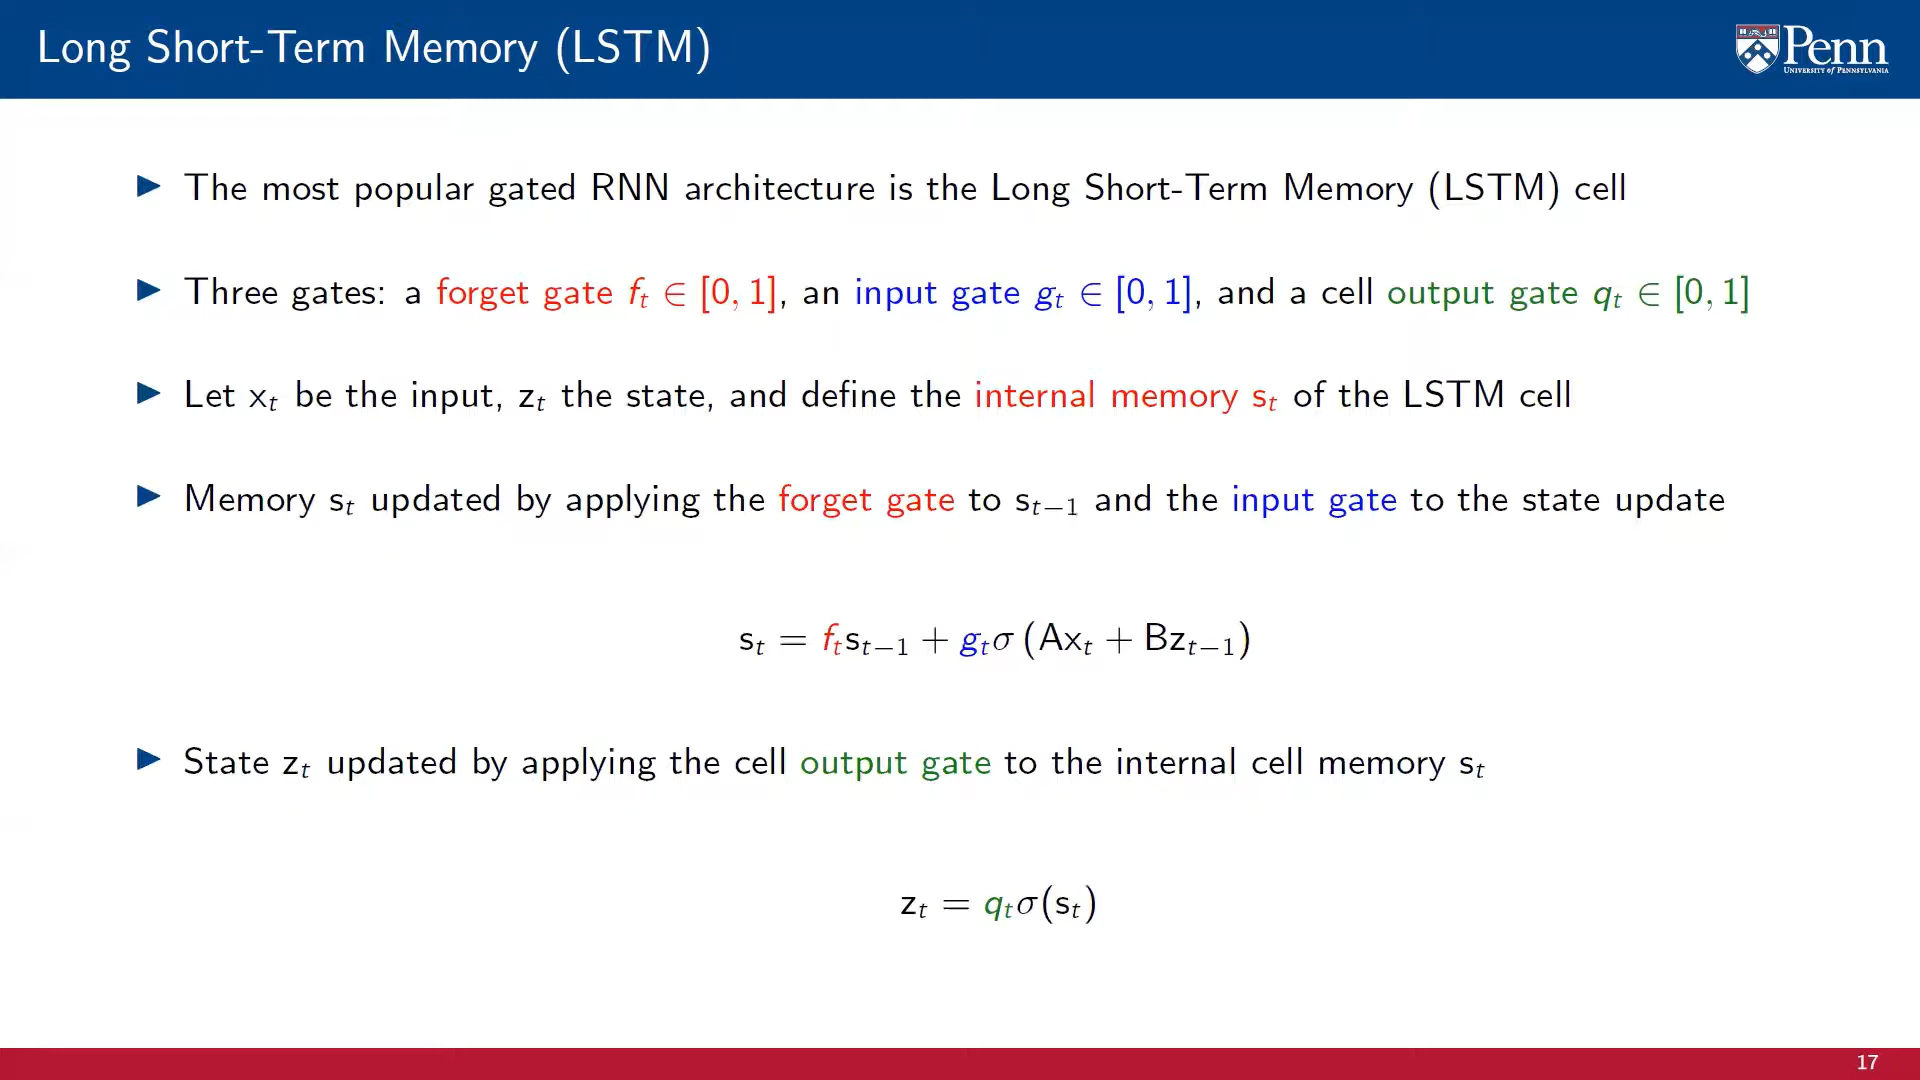 Long Short-Term Memory (LSTM)
Penn
UNIVERSITY of PENNSYLVANIA
▶ The most popular gated RNN architecture is the Long Short-Term Memory (LSTM) cell
▶ Three gates: a forget gate fₜ ∈ [0, 1], an input gate gₜ ∈ [0, 1], and a cell output gate qₜ ∈ [0, 1]
▶ Let xₜ be the input, zₜ the state, and define the internal memory sₜ of the LSTM cell
▶ Memory sₜ updated by applying the forget gate to sₜ₋₁ and the input gate to the state update
sₜ = fₜsₜ₋₁ + gₜσ (Axₜ + Bzₜ₋₁)
▶ State zₜ updated by applying the cell output gate to the internal cell memory sₜ
zₜ = qₜσ(sₜ)
17